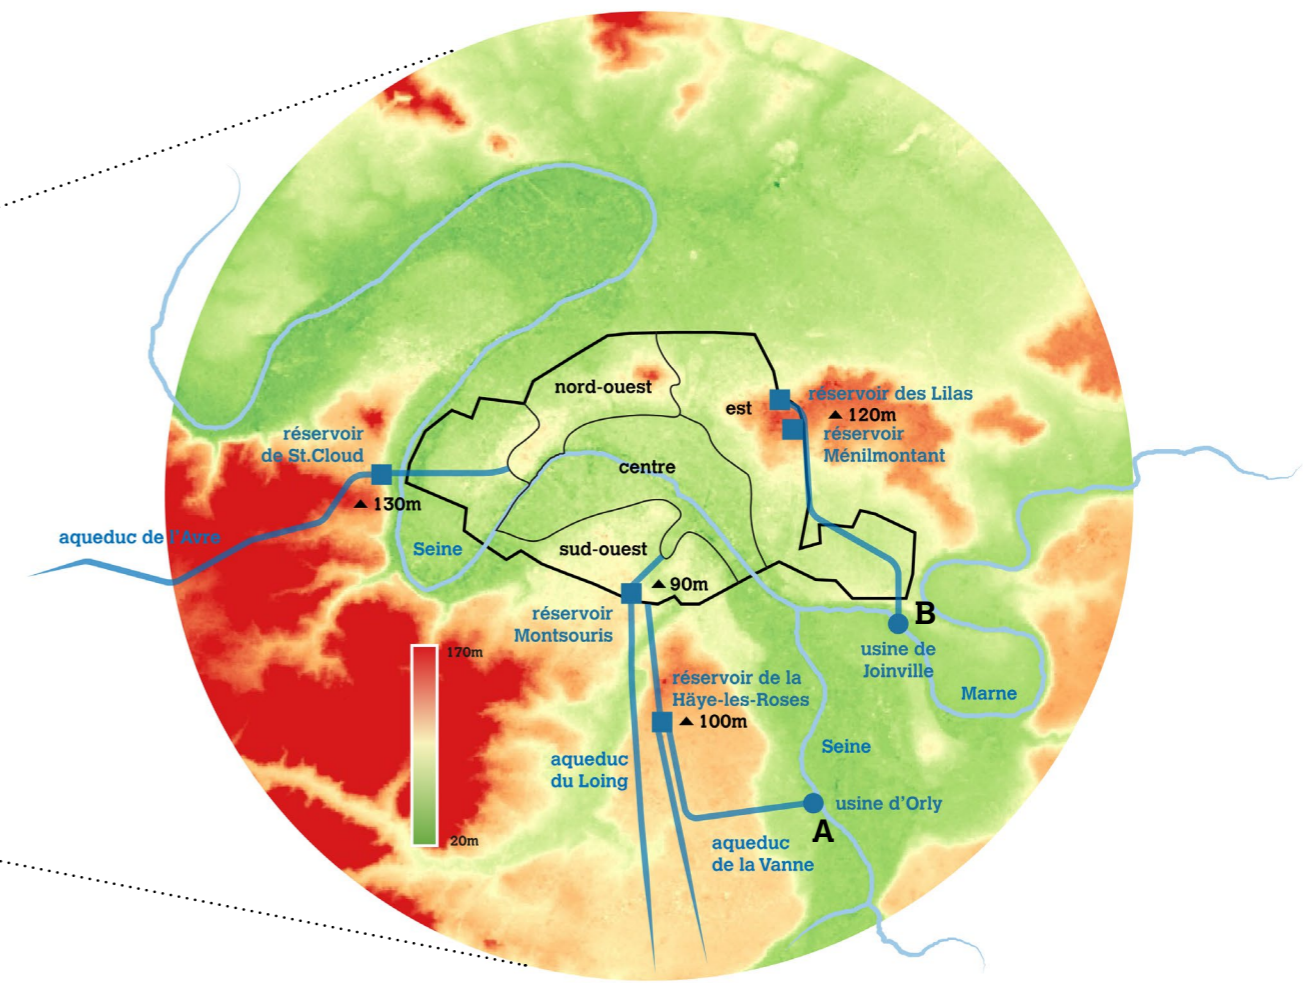 nord-ouest
est
réservoir des Lilas
▲ 120m
réservoir
Ménilmontant
réservoir
de St.Cloud
▲ 130m
centre
aqueduc de l'Avre
Seine
sud-ouest
▲ 90m
réservoir
Montsouris
B
usine de
Joinville
Marne
170m
20m
réservoir de la
Häye-les-Roses
▲ 100m
Seine
aqueduc
du Loing
usine d'Orly
A
aqueduc
de la Vanne